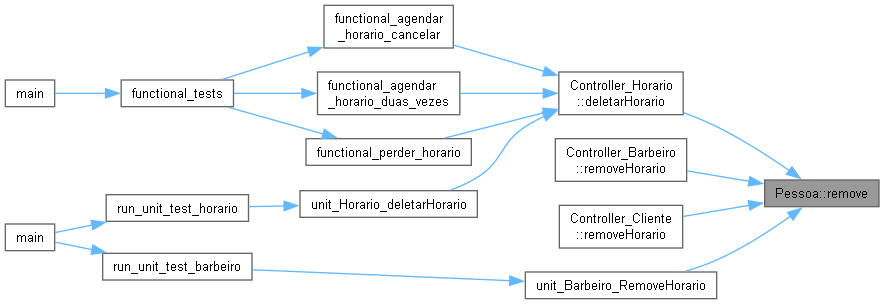 main
functional_tests
functional_agendar
_horario_cancelar
functional_agendar
_horario_duas_vezes
functional_perder_horario
Controller_Horario
::deletarHorario
Controller_Barbeiro
::removeHorario
Controller_Cliente
::removeHorario
Pessoa::remove
main
run_unit_test_horario
unit_Horario_deletarHorario
run_unit_test_barbeiro
unit_Barbeiro_RemoveHorario